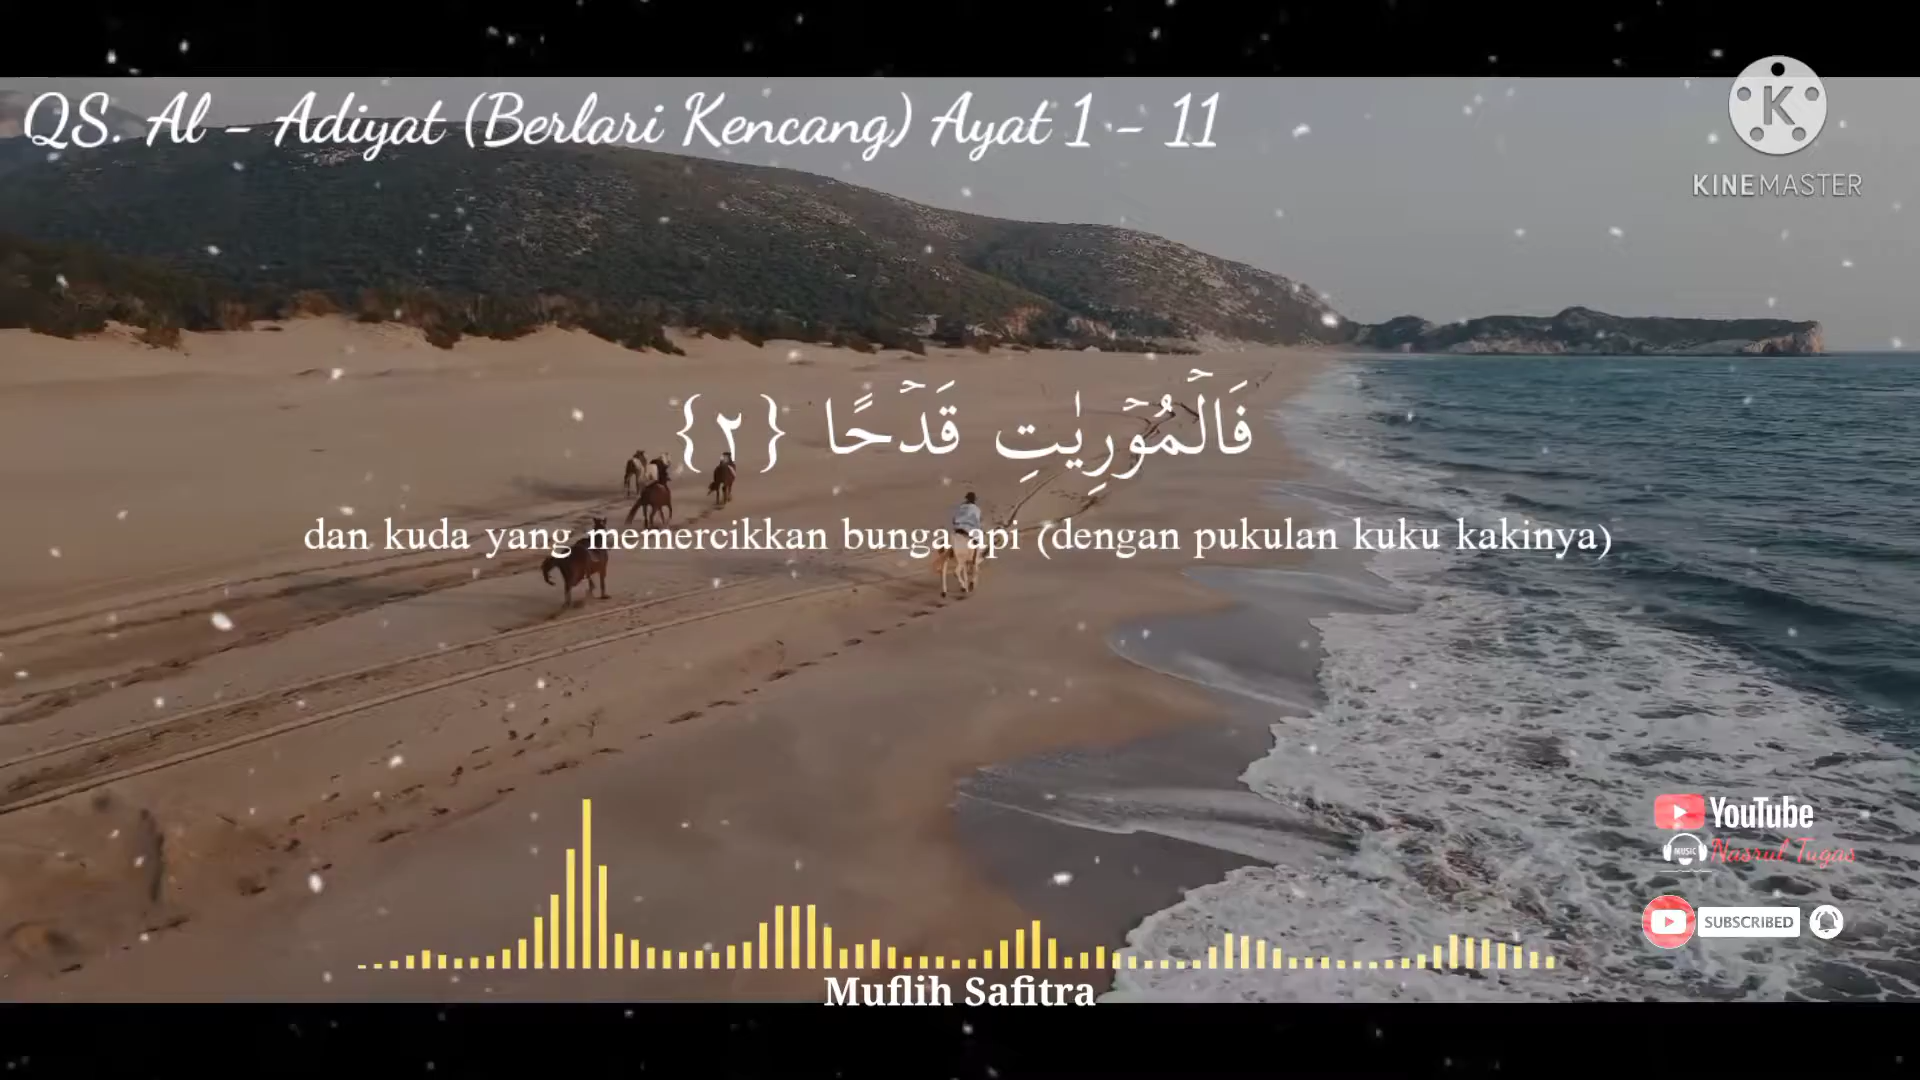 QS. Al - Adiyat (Berlari Kencang) Ayat 1 - 11
K
KINEMASTER
فَالْمُوْرِيٰتِ قَدْحًا {٢}
dan kuda yang memercikkan bunga api (dengan pukulan kuku kakinya)
YouTube
MUSIC Nasrul Tugas
SUBSCRIBED
Muflih Safitra